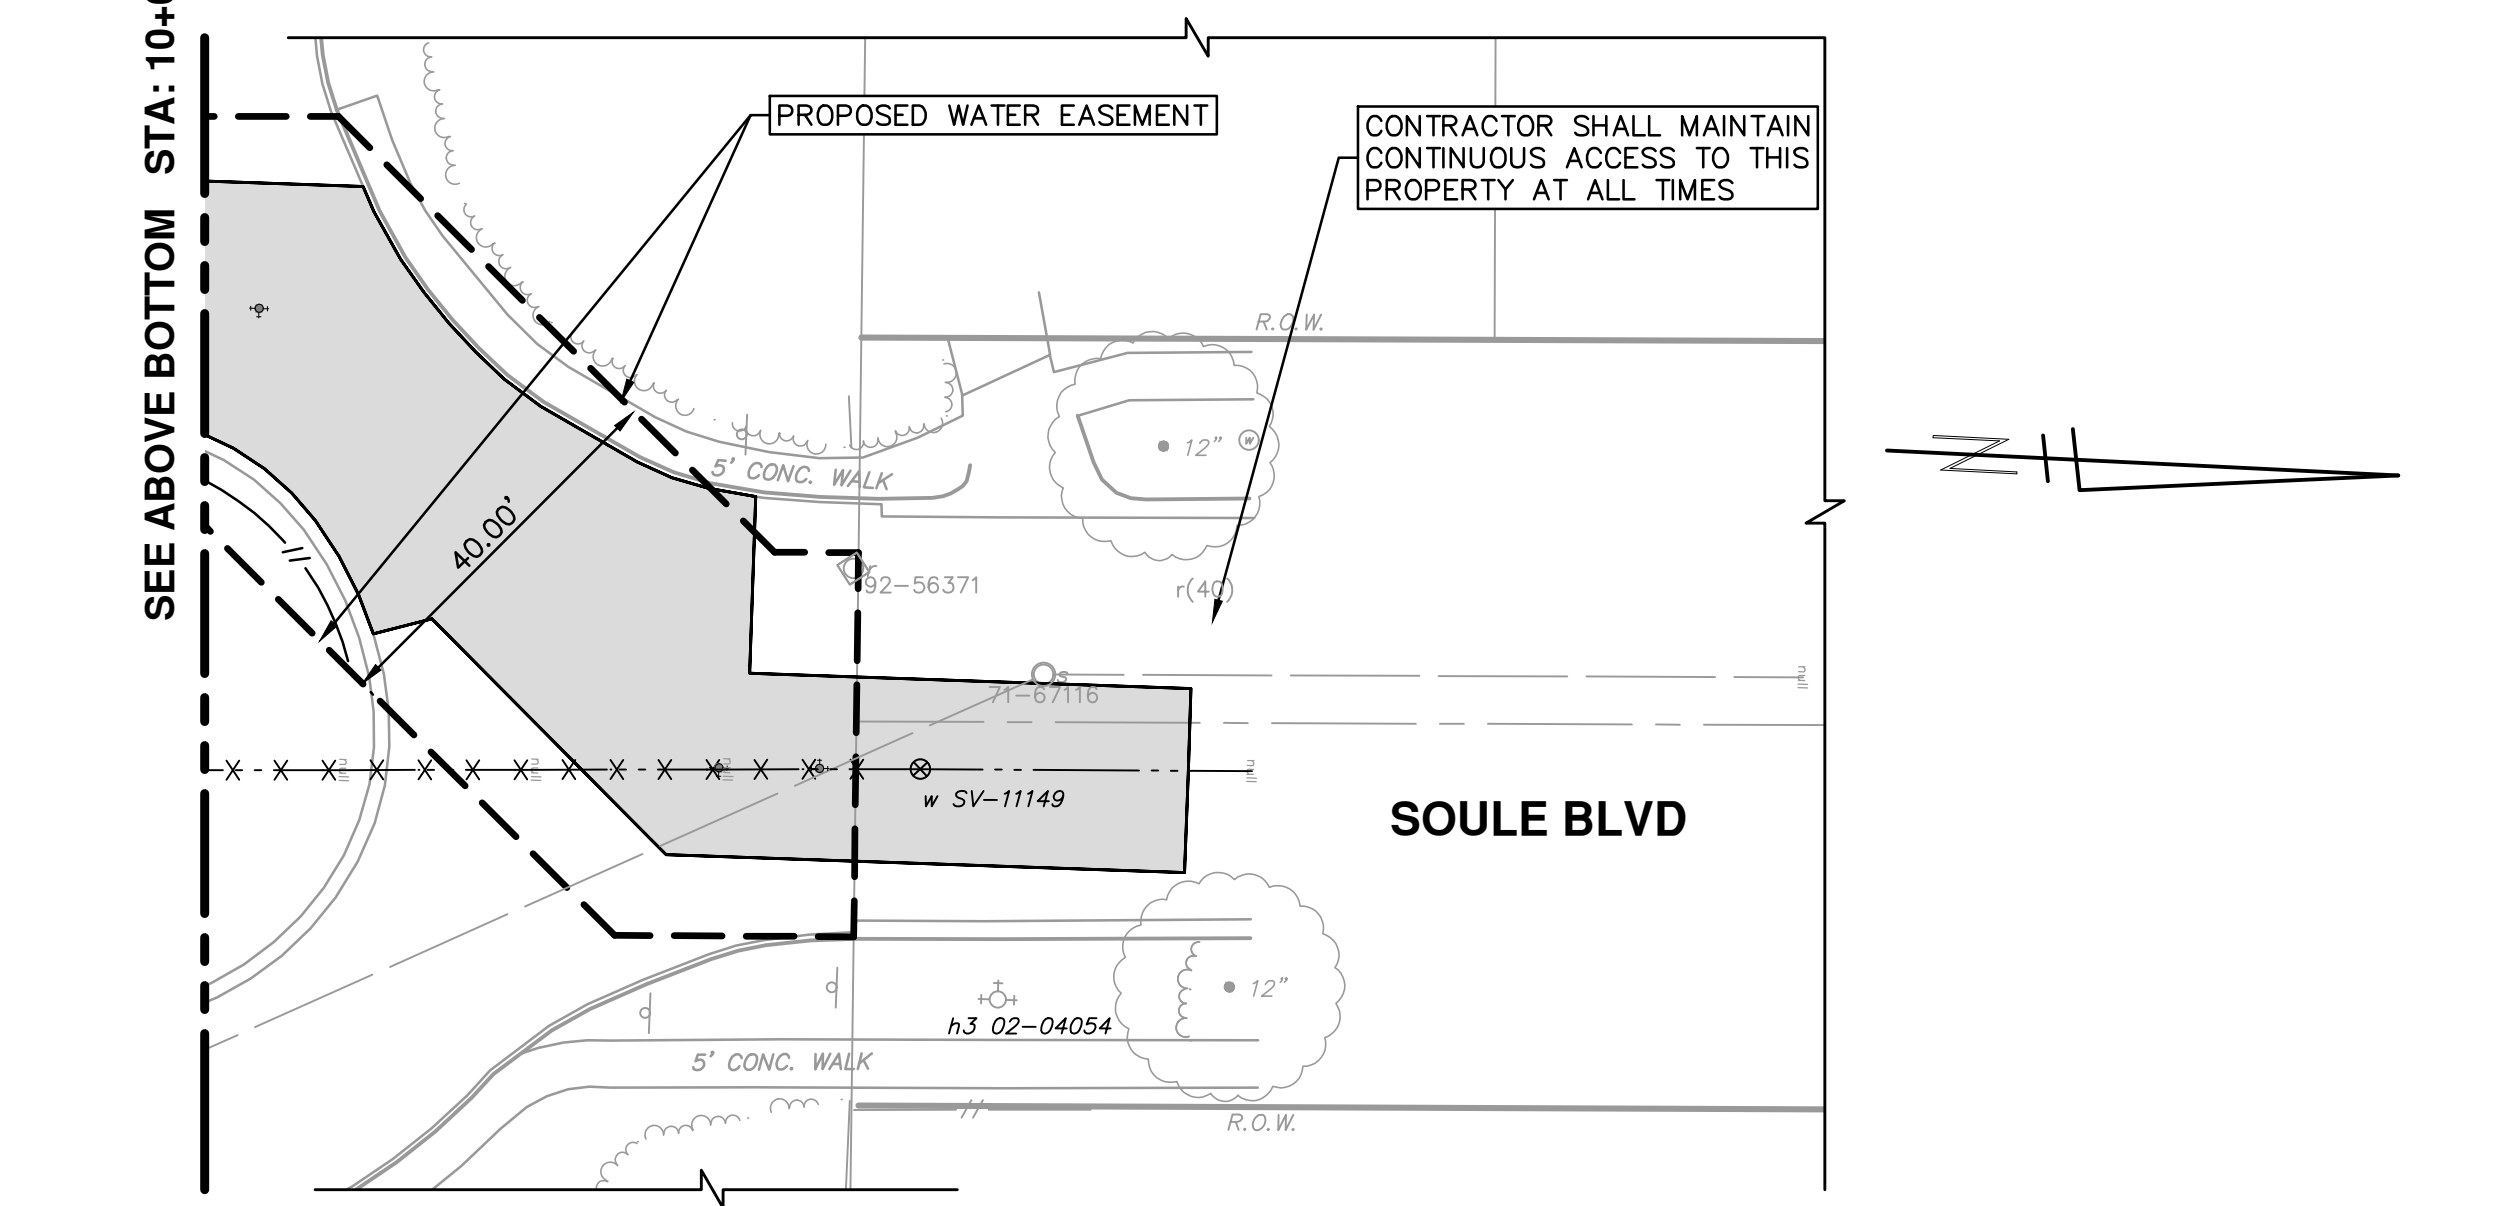 SEE ABOVE BOTTOM STA: 10+0
PROPOSED WATER EASEMENT
CONTRACTOR SHALL MAINTAIN
CONTINUOUS ACCESS TO THIS
PROPERTY AT ALL TIMES
R.O.W.
12"
w
5' CONC. WALK
40.00'
r
92-56371
r(40)
s
71-67116
N
w SV-11149
SOULE BLVD
12"
h3 02-04054
5' CONC. WALK
R.O.W.